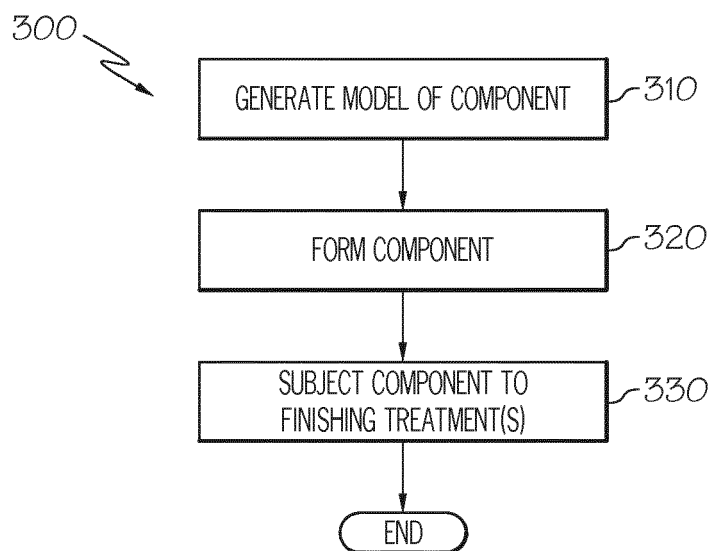 300
GENERATE MODEL OF COMPONENT
310
FORM COMPONENT
320
SUBJECT COMPONENT TO
FINISHING TREATMENT(S)
330
END